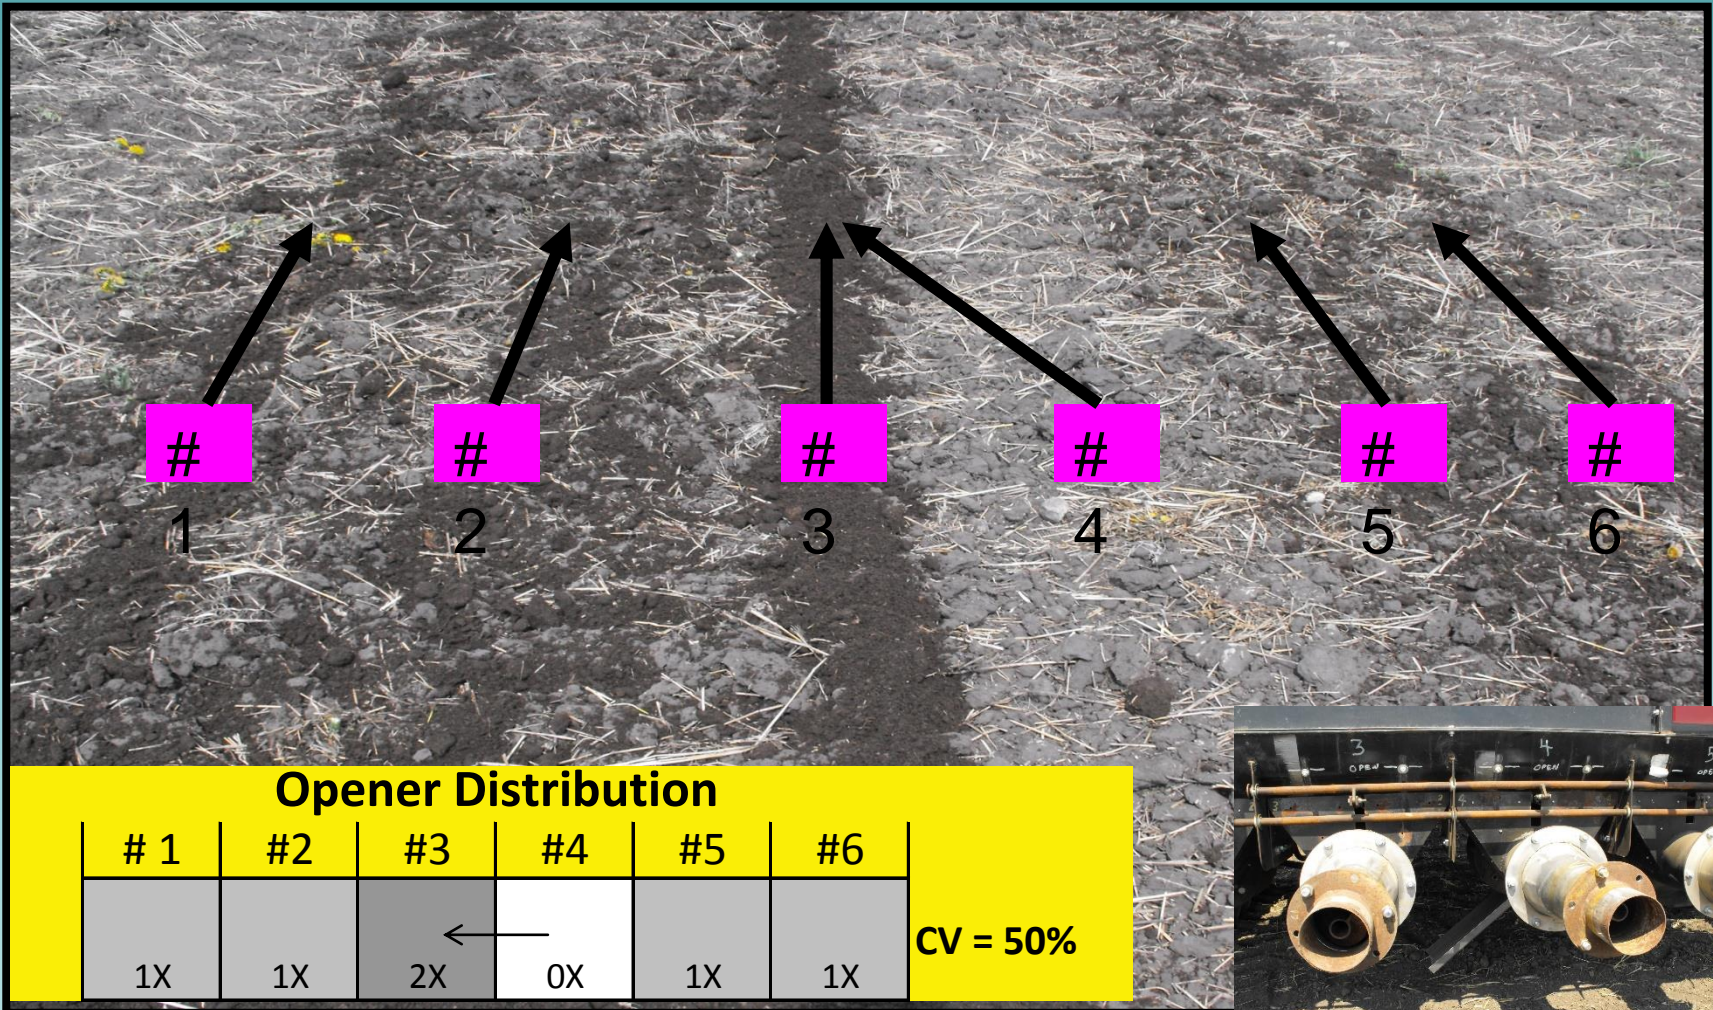 # # # # # #
1 2 3 4 5 6
3 4 5
OPEN OPEN
Opener Distribution
# 1 #2 #3 #4 #5 #6
CV = 50%
1X 1X 2X 0X 1X 1X